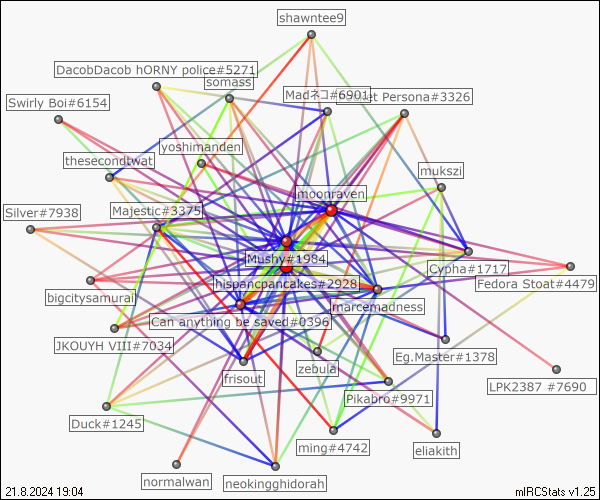 shawntee9
DacobDacob hORNY police#5271
somass
Madネコ#6901
t Persona#3326
Swirly Boi#6154
yoshimanden
thesecondtwat
mukszi
moonraven
Silver#7938
Majestic#3375
Mushy#1984
Cypha#1717
hispancpancakes#2928
Fedora Stoat#4479
bigcitysamurai
marcemadness
Can anything be saved#0396
JKOUYH VIII#7034
Eg.Master#1378
zebula
frisout
LPK2387 #7690
Pikabro#9971
Duck#1245
ming#4742
eliakith
normalwan
neokingghidorah
21.8.2024 19:04
mIRCStats v1.25